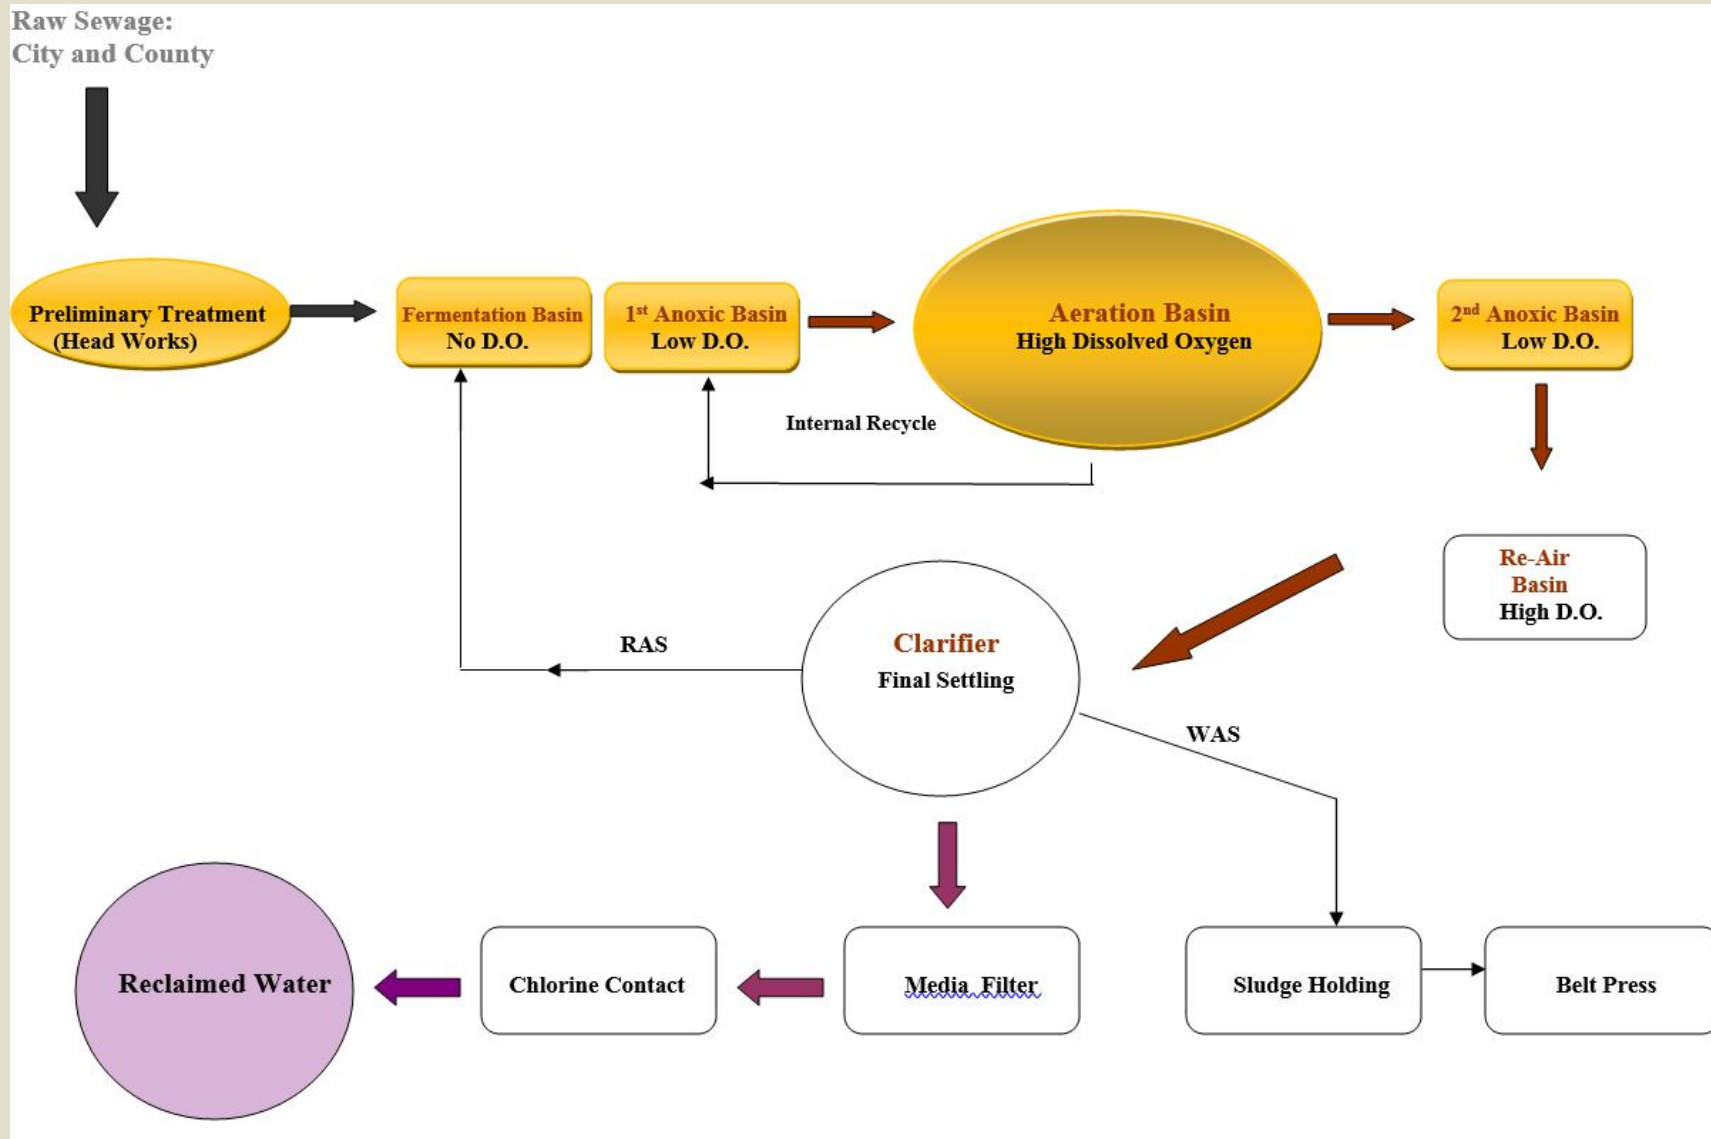 Raw Sewage:
City and County
Preliminary Treatment
(Head Works)
Fermentation Basin
No D.O.
1st Anoxic Basin
Low D.O.
Aeration Basin
High Dissolved Oxygen
2nd Anoxic Basin
Low D.O.
Internal Recycle
Re-Air
Basin
High D.O.
Clarifier
Final Settling
RAS
WAS
Reclaimed Water
Chlorine Contact
Media Filter
Sludge Holding
Belt Press